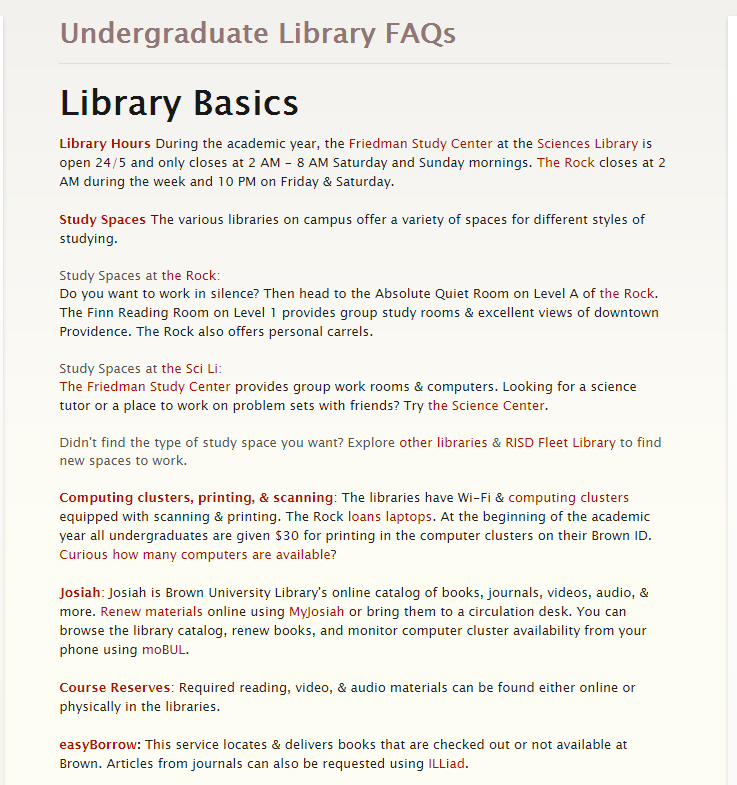 Undergraduate Library FAQs
Library Basics
Library Hours During the academic year, the Friedman Study Center at the Sciences Library is
open 24/5 and only closes at 2 AM - 8 AM Saturday and Sunday mornings. The Rock closes at 2
AM during the week and 10 PM on Friday & Saturday.
Study Spaces The various libraries on campus offer a variety of spaces for different styles of
studying.
Study Spaces at the Rock:
Do you want to work in silence? Then head to the Absolute Quiet Room on Level A of the Rock.
The Finn Reading Room on Level 1 provides group study rooms & excellent views of downtown
Providence. The Rock also offers personal carrels.
Study Spaces at the Sci Li:
The Friedman Study Center provides group work rooms & computers. Looking for a science
tutor or a place to work on problem sets with friends? Try the Science Center.
Didn't find the type of study space you want? Explore other libraries & RISD Fleet Library to find
new spaces to work.
Computing clusters, printing, & scanning: The libraries have Wi-Fi & computing clusters
equipped with scanning & printing. The Rock loans laptops. At the beginning of the academic
year all undergraduates are given $30 for printing in the computer clusters on their Brown ID.
Curious how many computers are available?
Josiah: Josiah is Brown University Library's online catalog of books, journals, videos, audio, &
more. Renew materials online using MyJosiah or bring them to a circulation desk. You can
browse the library catalog, renew books, and monitor computer cluster availability from your
phone using moBUL.
Course Reserves: Required reading, video, & audio materials can be found either online or
physically in the libraries.
easyBorrow: This service locates & delivers books that are checked out or not available at
Brown. Articles from journals can also be requested using ILLiad.